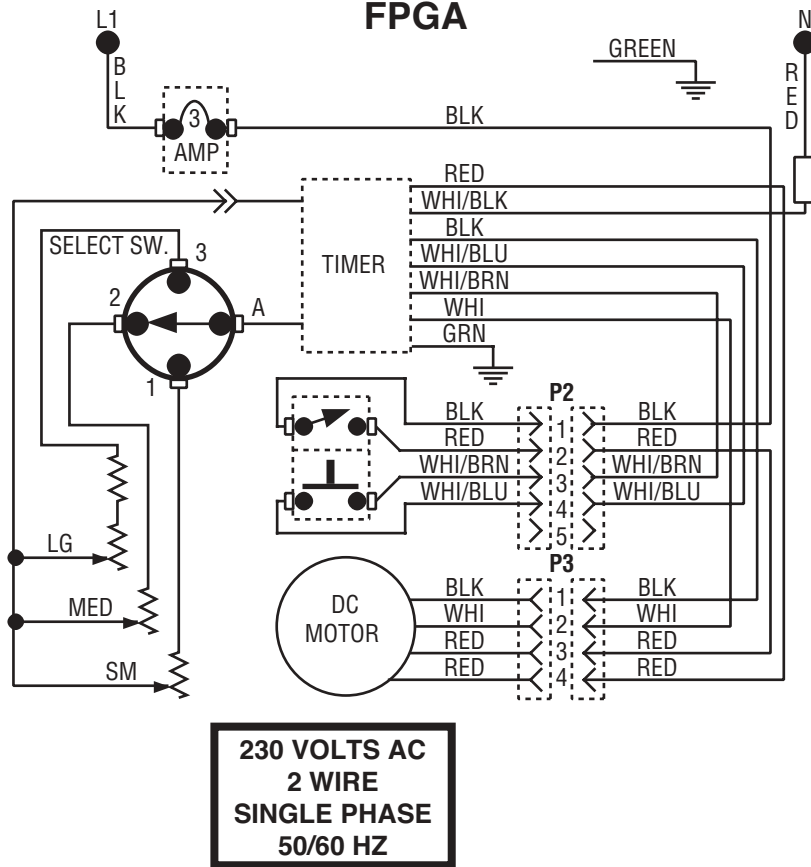 FPGA
L1
N
BLK
GREEN
RED
3
AMP
BLK
RED
WHI/BLK
BLK
SELECT SW.
3
TIMER
WHI/BLU
WHI/BRN
2
A
WHI
GRN
1
P2
BLK 1 BLK
RED 2 RED
WHI/BRN 3 WHI/BRN
WHI/BLU 4 WHI/BLU
5
LG
P3
MED
DC
MOTOR
BLK 1 BLK
WHI 2 WHI
RED 3 RED
RED 4 RED
SM
230 VOLTS AC
2 WIRE
SINGLE PHASE
50/60 HZ